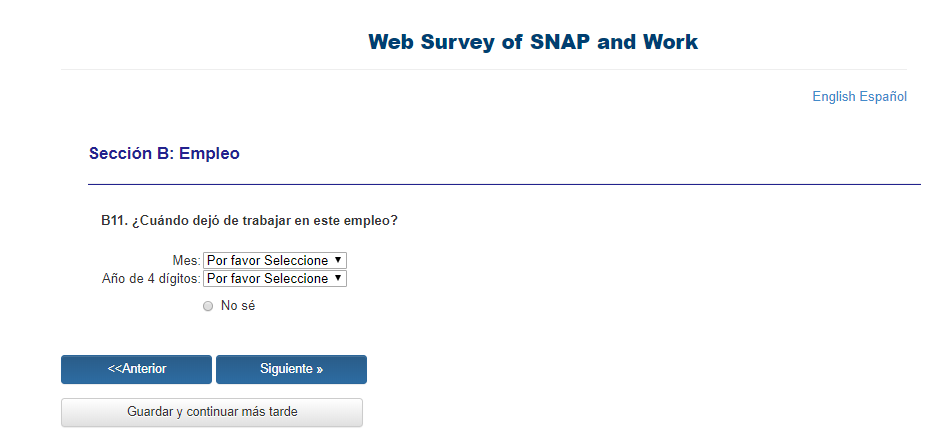 Web Survey of SNAP and Work
English Español
Sección B: Empleo
B11. ¿Cuándo dejó de trabajar en este empleo?
Mes: Por favor Seleccione
Año de 4 dígitos: Por favor Seleccione
No sé
<<Anterior Siguiente »
Guardar y continuar más tarde